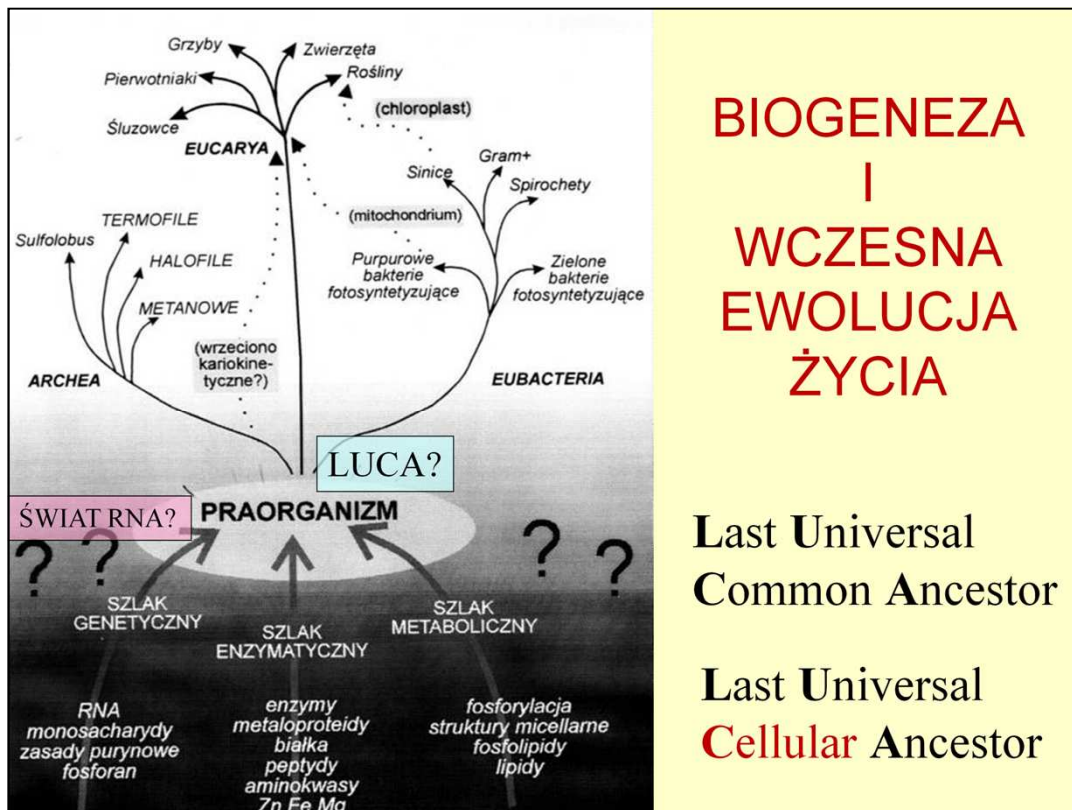 Grzyby
Zwierzęta
Pierwotniaki
Rośliny
(chloroplast)
Śluzowce
EUCARYA
Gram+
Sinice
Spirochety
TERMOFILE
(mitochondrium)
Sulfolobus
HALOFILE
Purpurowe
bakterie
fotosyntetyzujące
Zielone
bakterie
fotosyntetyzujące
METANOWE
(wrzeciono
kariokine-
tyczne?)
ARCHEA
EUBACTERIA
LUCA?
ŚWIAT RNA?
PRAORGANIZM
? ? ? ?
SZLAK
GENETYCZNY
SZLAK
ENZYMATYCZNY
SZLAK
METABOLICZNY
RNA
monosacharydy
zasady purynowe
fosforan
enzymy
metaloproteidy
białka
peptydy
aminokwasy
Zn Fe Mg
fosforylacja
struktury micellarne
fosfolipidy
lipidy
BIOGENEZA
I
WCZESNA
EWOLUCJA
ŻYCIA
Last Universal
Common Ancestor
Last Universal
Cellular Ancestor